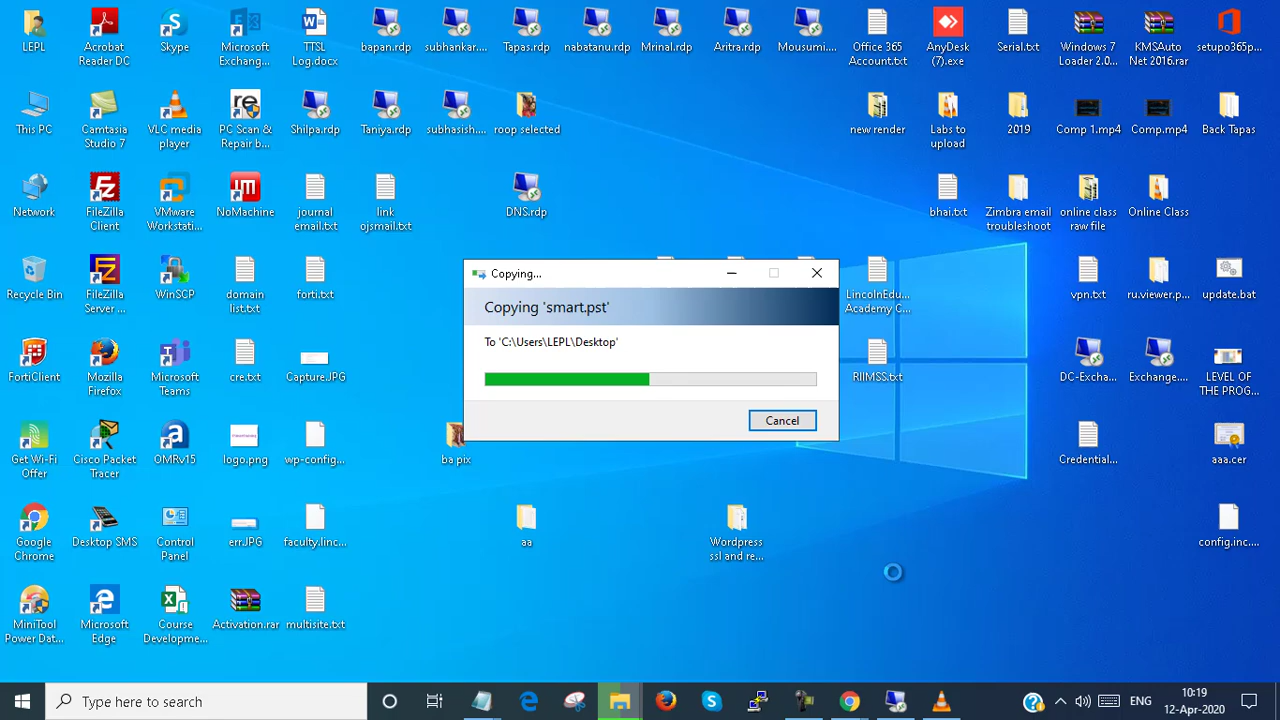 LEPL
Acrobat
Reader DC
Skype
Microsoft
Exchang...
TTSL
Log.docx
bapan.rdp
subhankar....
Tapas.rdp
nabatanu.rdp
Mrinal.rdp
Aritra.rdp
Mousumi....
Office 365
Account.txt
AnyDesk
(7).exe
Serial.txt
Windows 7
Loader 2.0...
KMSAuto
Net 2016.rar
setupo365p...
This PC
Camtasia
Studio 7
VLC media
player
PC Scan &
Repair b...
Shilpa.rdp
Taniya.rdp
subhasish....
roop selected
new render
Labs to
upload
2019
Comp 1.mp4
Comp.mp4
Back Tapas
Network
FileZilla
Client
VMware
Workstati...
NoMachine
journal
email.txt
link
ojsmail.txt
DNS.rdp
bhai.txt
Zimbra email
troubleshoot
online class
raw file
Online Class
Recycle Bin
FileZilla
Server ...
WinSCP
domain
list.txt
forti.txt
Copying...
Copying 'smart.pst'
To 'C:\Users\LEPL\Desktop'
Cancel
LincolnEdu...
Academy C...
vpn.txt
ru.viewer.p...
update.bat
FortiClient
Mozilla
Firefox
Microsoft
Teams
cre.txt
Capture.JPG
RIIMSS.txt
DC-Excha...
Exchange....
LEVEL OF
THE PROG...
Get Wi-Fi
Offer
Cisco Packet
Tracer
OMRv15
logo.png
wp-config...
ba pix
Credential...
aaa.cer
Google
Chrome
Desktop SMS
Control
Panel
err.JPG
faculty.linc...
aa
Wordpress
ssl and re...
config.inc....
MiniTool
Power Dat...
Microsoft
Edge
Course
Developme...
Activation.rar
multisite.txt
Type here to search
ENG
10:19
12-Apr-2020